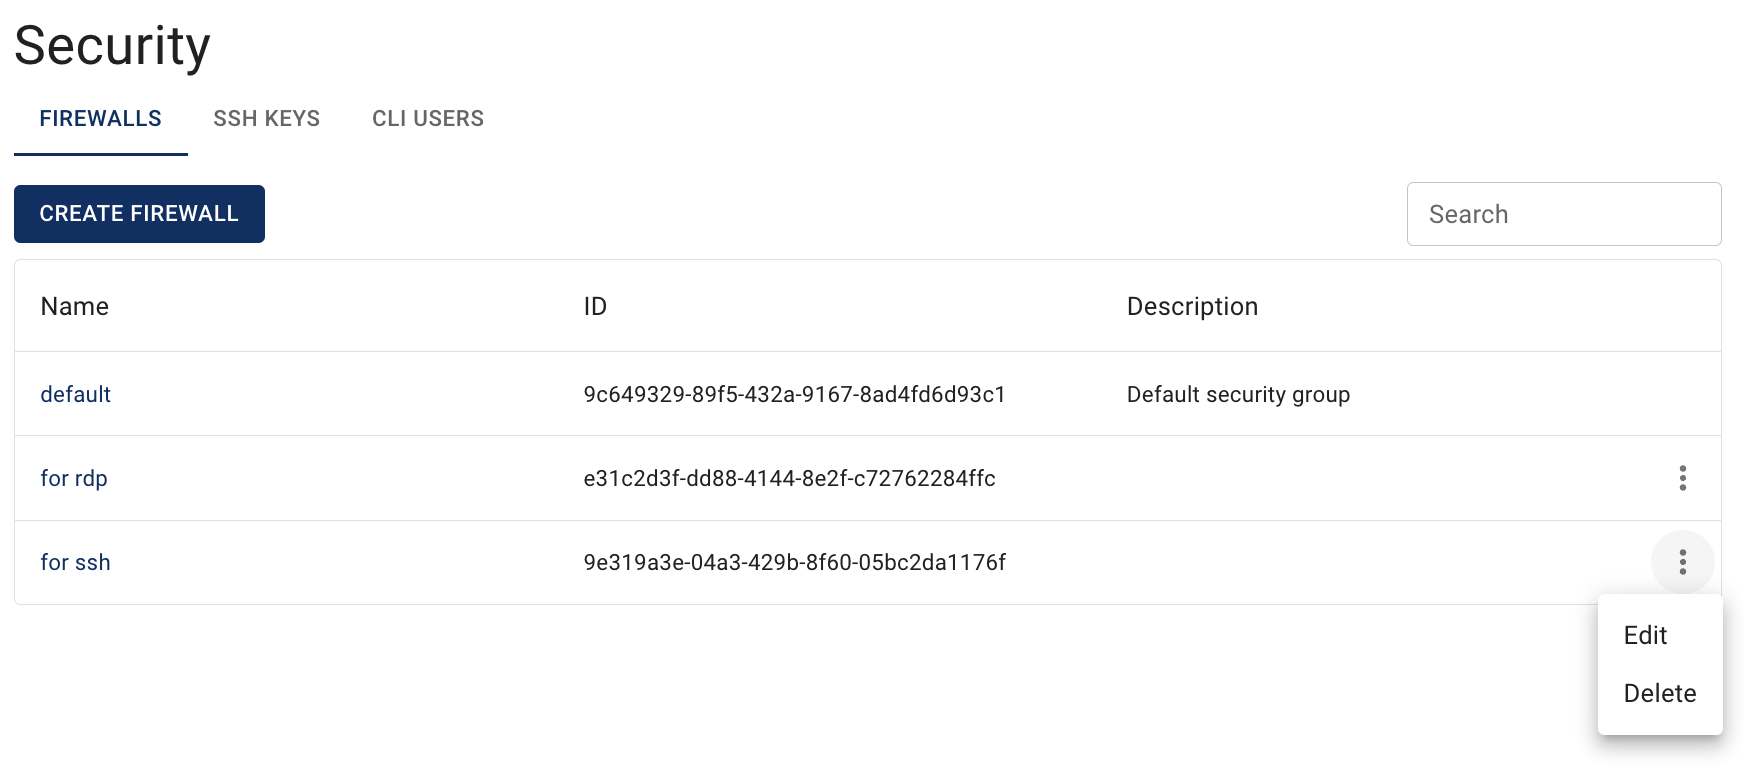 Security
FIREWALLS SSH KEYS CLI USERS
CREATE FIREWALL Search
Name ID Description
default 9c649329-89f5-432a-9167-8ad4fd6d93c1 Default security group
for rdp e31c2d3f-dd88-4144-8e2f-c72762284ffc
for ssh 9e319a3e-04a3-429b-8f60-05bc2da1176f
Edit
Delete